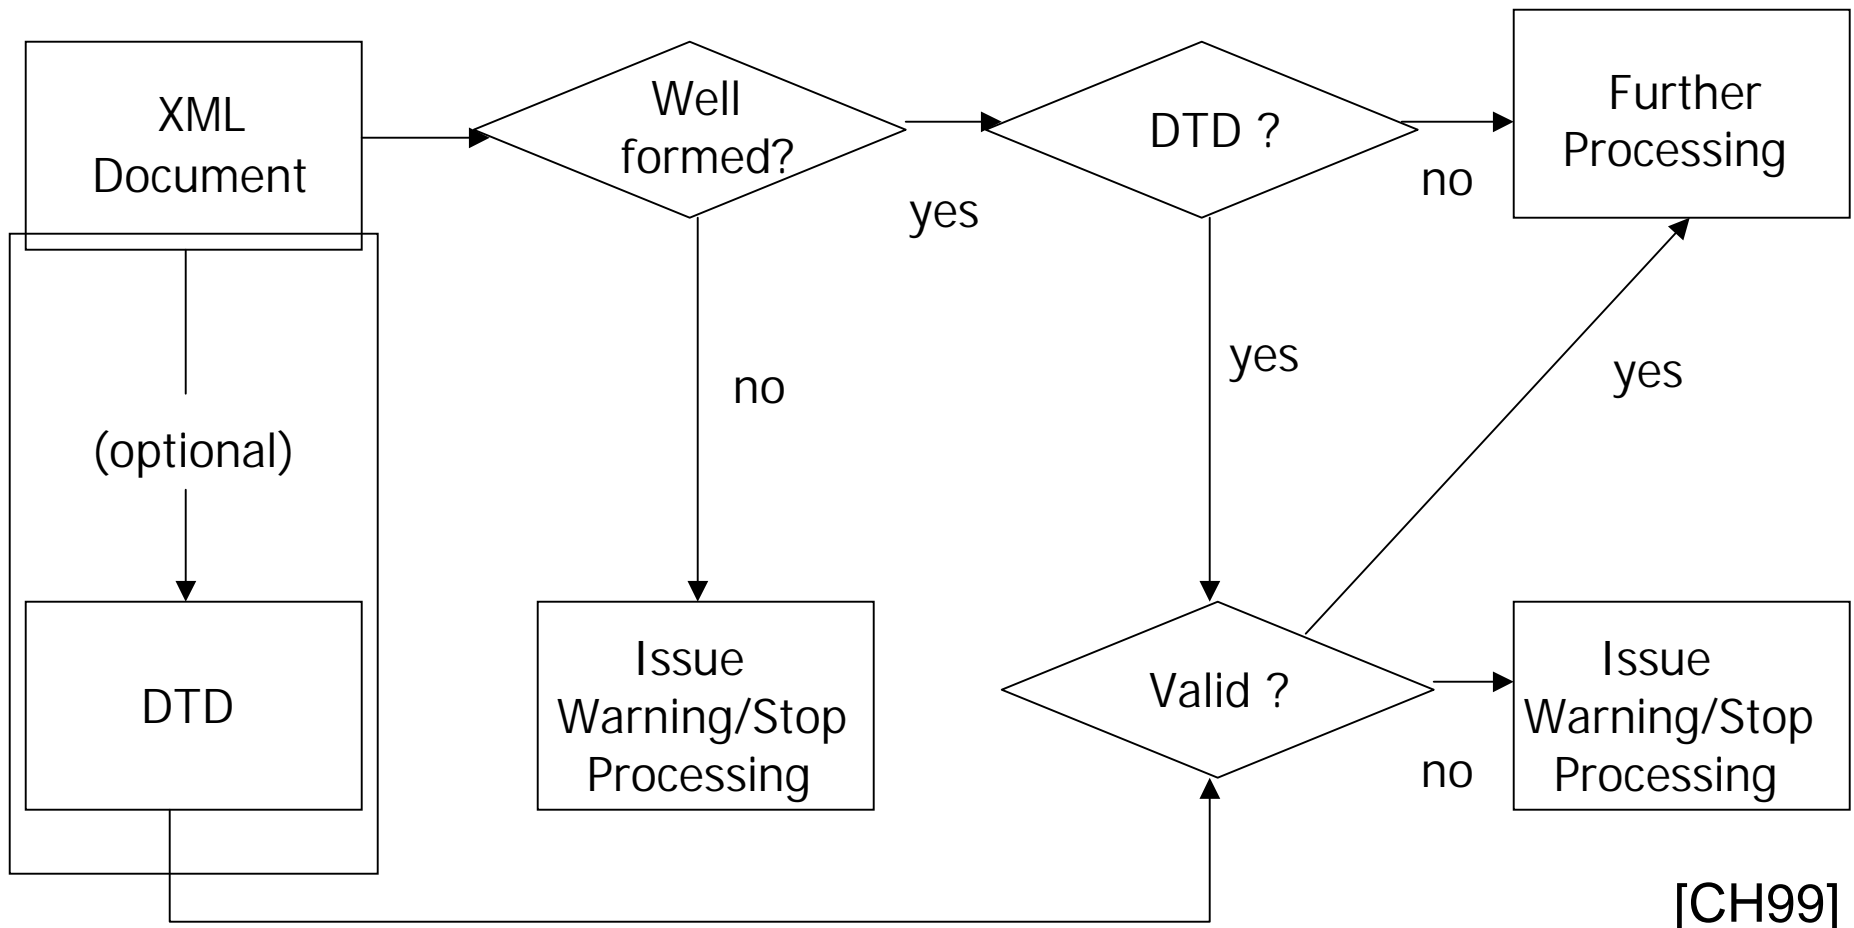 XML
Document
Well
formed?
yes
DTD ?
no
Further
Processing
(optional)
no
yes
yes
DTD
Issue
Warning/Stop
Processing
Valid ?
no
Issue
Warning/Stop
Processing
[CH99]